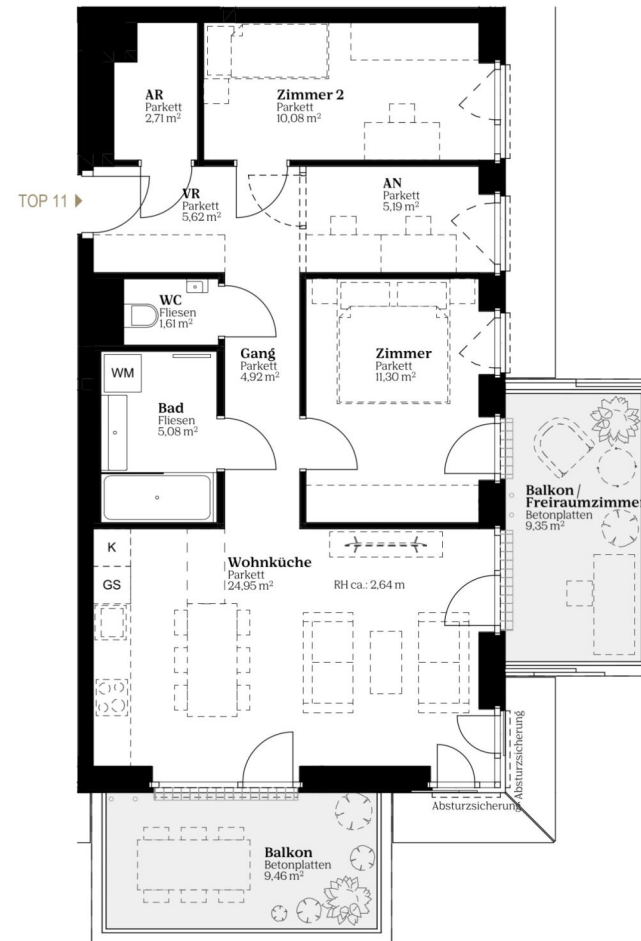 AR
Parkett
2,71 m²
Zimmer 2
Parkett
10,08 m²
TOP 11
VR
Parkett
5,62 m²
AN
Parkett
5,19 m²
WC
Fliesen
1,61 m²
Gang
Parkett
4,92 m²
Zimmer
Parkett
11,30 m²
WM
Bad
Fliesen
5,08 m²
Balkon/
Freiraumzimmer
Betonplatten
9,35 m²
K
GS
Wohnküche
Parkett
24,95 m²
RH ca.: 2,64 m
Absturzsicherung
Absturzsicherung
Balkon
Betonplatten
9,46 m²